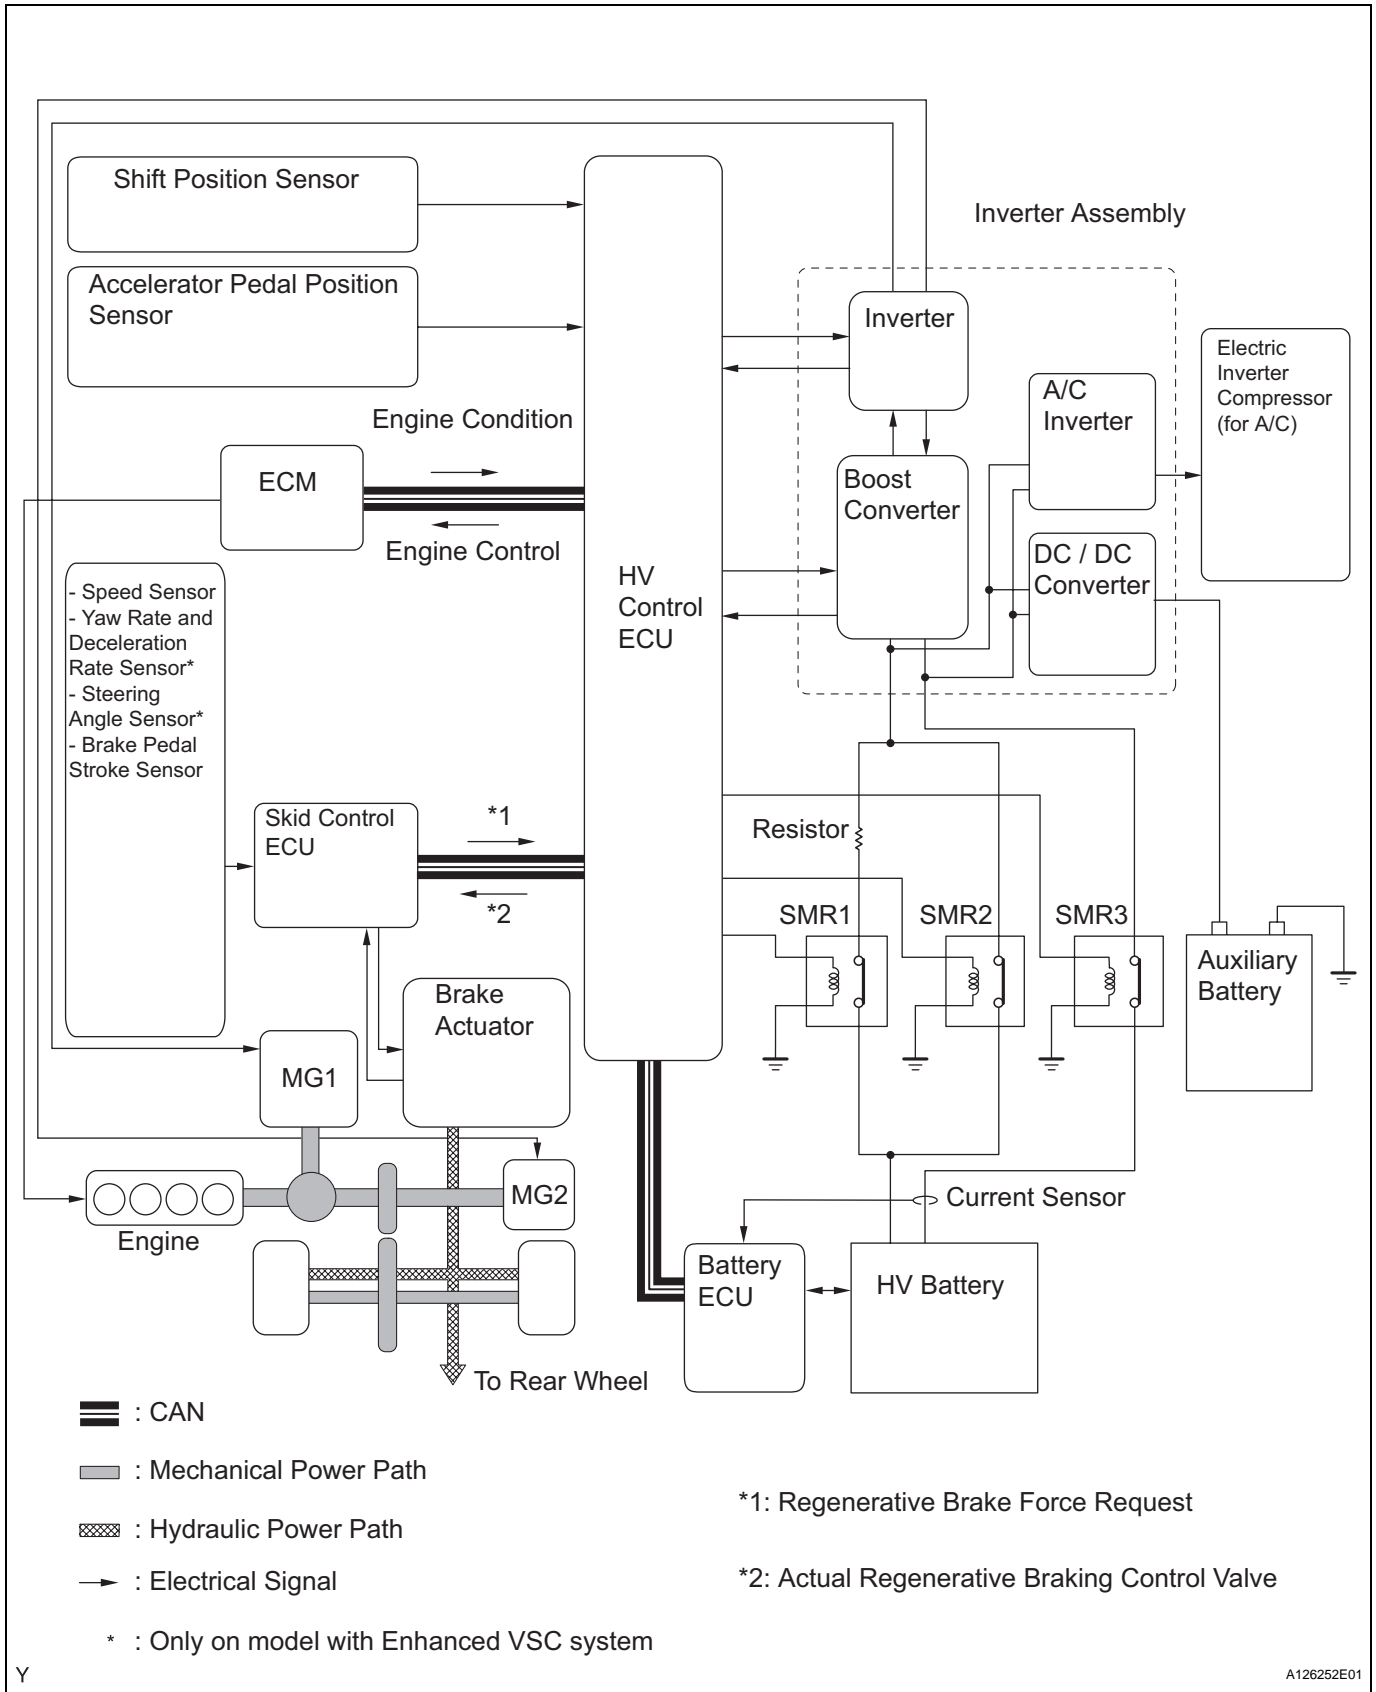 Shift Position Sensor
Inverter Assembly
Accelerator Pedal Position
Sensor
Inverter
Electric
Inverter
Compressor
(for A/C)
A/C
Inverter
Engine Condition
ECM
Engine Control
Boost
Converter
DC / DC
Converter
HV
Control
ECU
- Speed Sensor
- Yaw Rate and
Deceleration
Rate Sensor*
- Steering
Angle Sensor*
- Brake Pedal
Stroke Sensor
Skid Control
ECU
*1
*2
Resistor
SMR1
SMR2
SMR3
Auxiliary
Battery
Brake
Actuator
MG1
MG2
Engine
Current Sensor
Battery
ECU
HV Battery
To Rear Wheel
: CAN
: Mechanical Power Path
: Hydraulic Power Path
: Electrical Signal
* : Only on model with Enhanced VSC system
*1: Regenerative Brake Force Request
*2: Actual Regenerative Braking Control Valve
Y
A126252E01